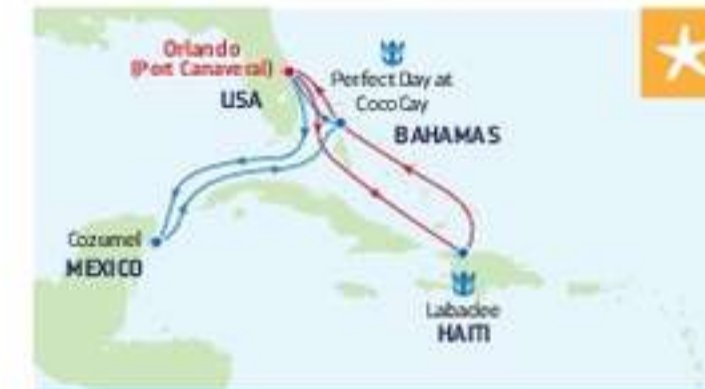 Orlando
(Port Canaveral)
USA
Perfect Day at
CocoCay
BAHAMAS
Cozumel
MEXICO
Labadee
HAITI